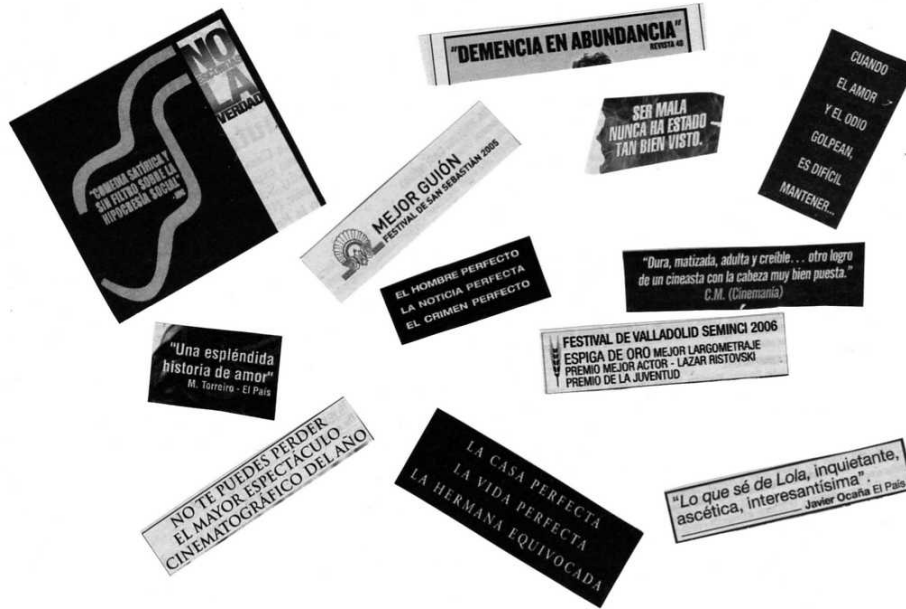 "DEMENCIA EN ABUNDANCIA"
REVISTA 40
NO
LA
VERDAD
"COMEDIA SATÍRICA Y
SIN FILTRO SOBRE LA
HIPOCRESÍA SOCIAL"
SER MALA
NUNCA HA ESTADO
TAN BIEN VISTO.
CUANDO
EL AMOR
Y EL ODIO
GOLPEAN,
ES DIFÍCIL
MANTENER...
MEJOR GUIÓN
FESTIVAL DE SAN SEBASTIÁN 2005
EL HOMBRE PERFECTO
LA NOTICIA PERFECTA
EL CRIMEN PERFECTO
"Dura, matizada, adulta y creíble... otro logro
de un cineasta con la cabeza muy bien puesta."
C.M. (Cinemanía)
"Una espléndida
historia de amor"
M. Torreiro - El País
FESTIVAL DE VALLADOLID SEMINCI 2006
ESPIGA DE ORO MEJOR LARGOMETRAJE
PREMIO MEJOR ACTOR - LAZAR RISTOVSKI
PREMIO DE LA JUVENTUD
NO TE PUEDES PERDER
EL MAYOR ESPECTÁCULO
CINEMATOGRÁFICO DEL AÑO
LA CASA PERFECTA
LA VIDA PERFECTA
LA HERMANA EQUIVOCADA
"Lo que sé de Lola, inquietante,
ascética, interesantísima".
Javier Ocaña El País